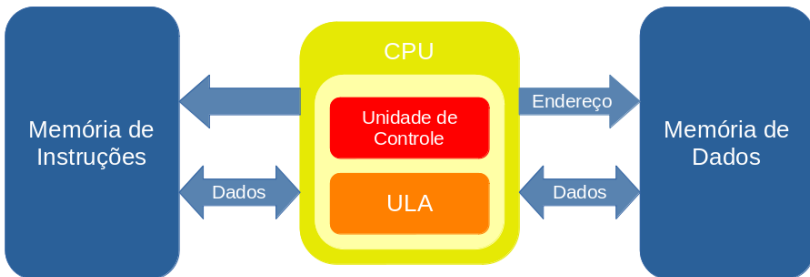 CPU
Memória de
Instruções
Unidade de
Controle
Endereço
Memória de
Dados
Dados
ULA
Dados